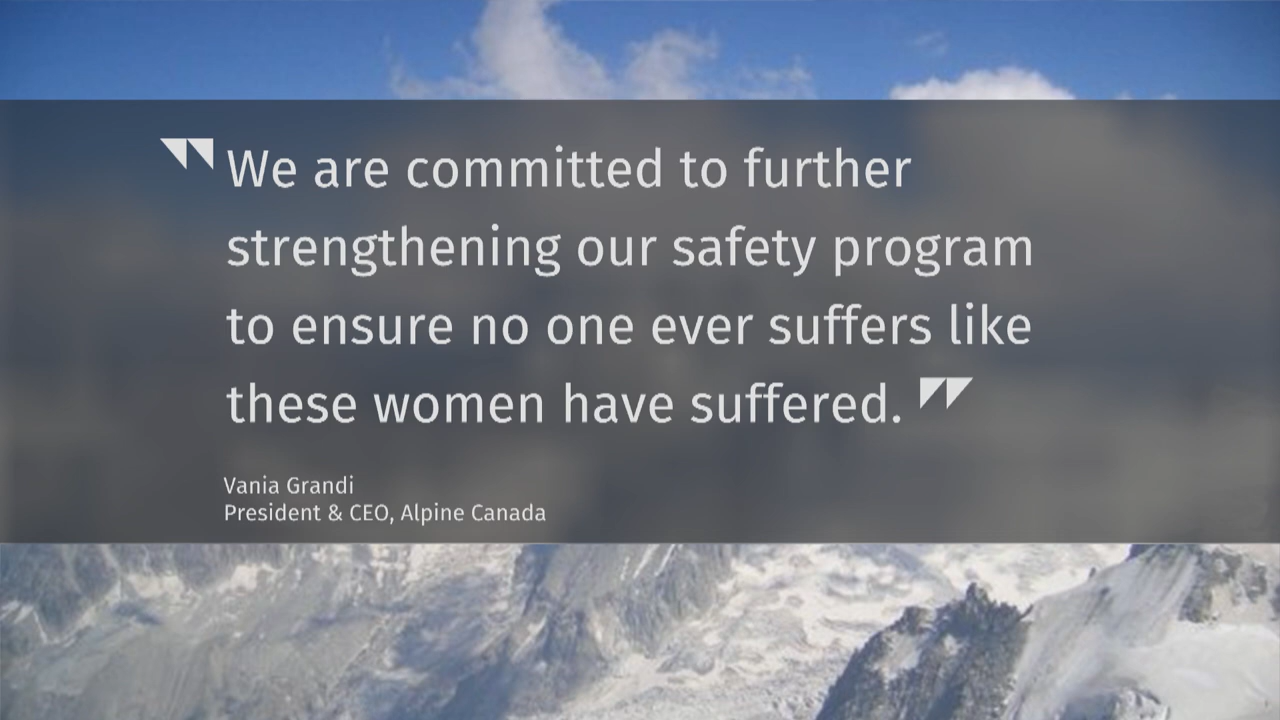 "We are committed to further
strengthening our safety program
to ensure no one ever suffers like
these women have suffered."
Vania Grandi
President & CEO, Alpine Canada